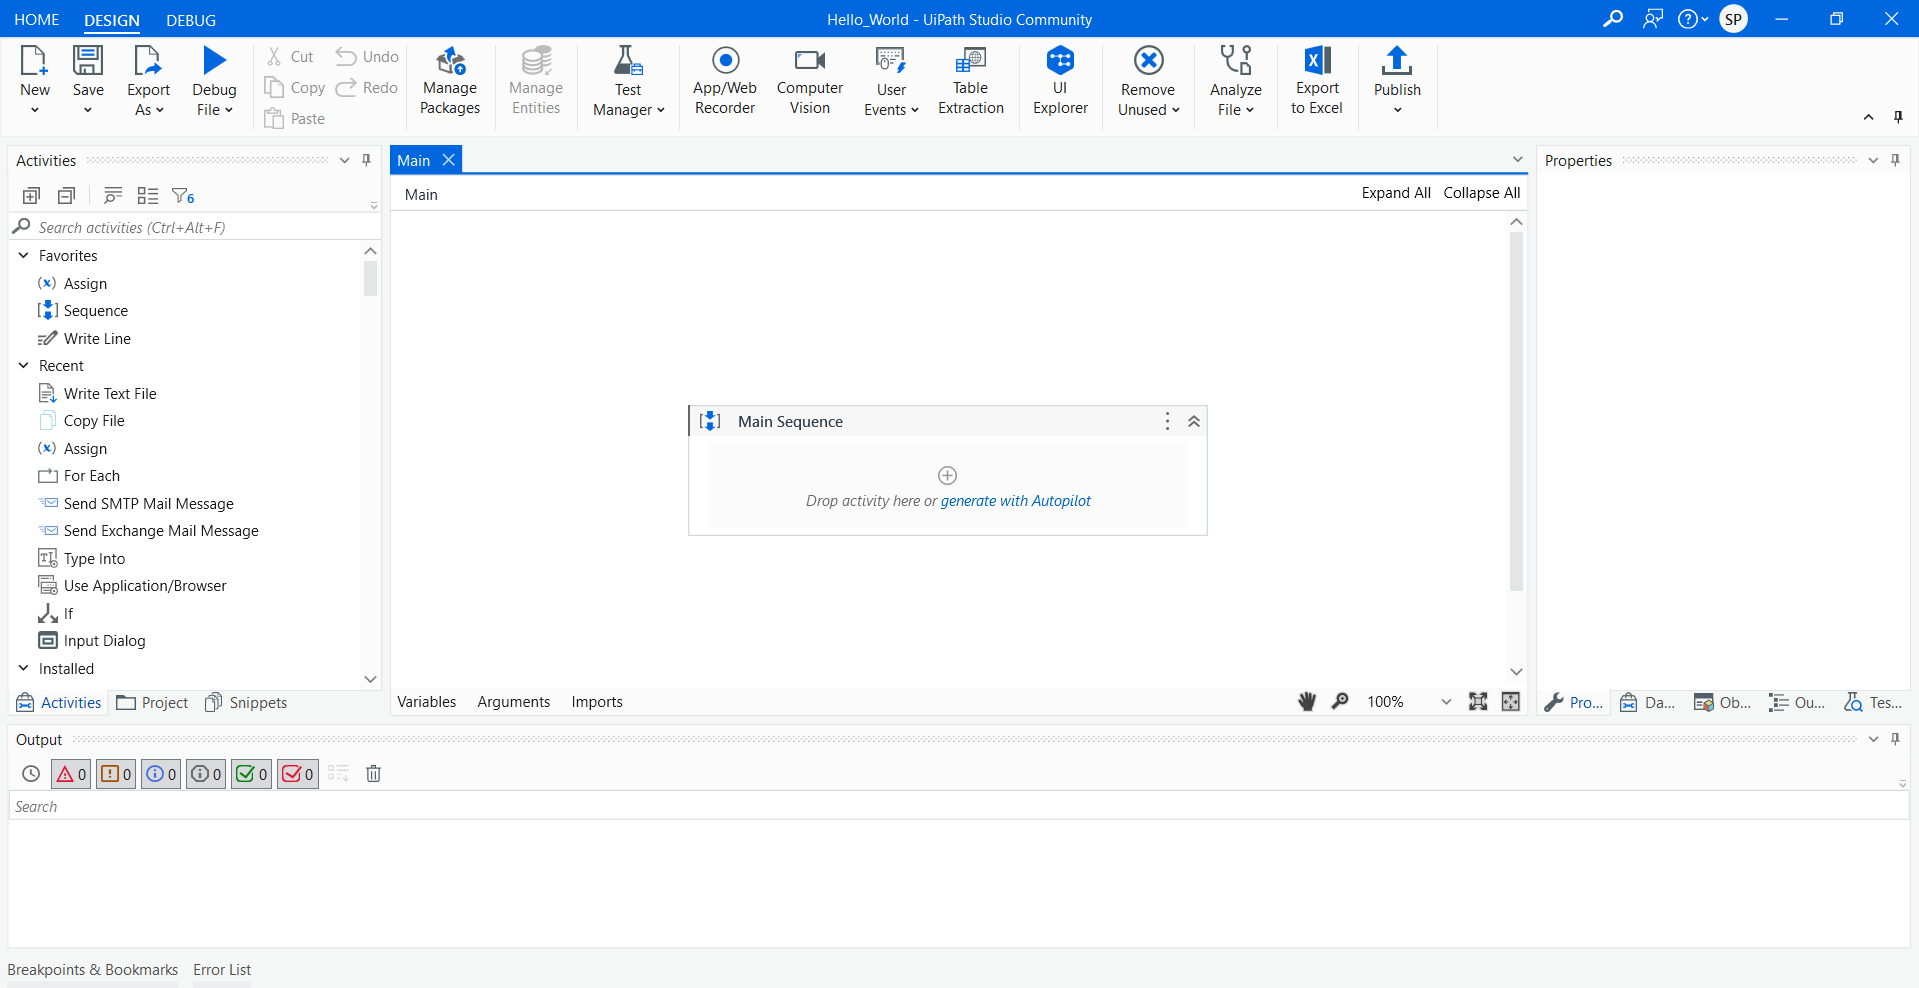 HOME DESIGN DEBUG Hello_World - UiPath Studio Community SP
New Save Export As Debug File Cut Copy Paste Undo Redo Manage Packages Manage Entities Test Manager App/Web Recorder Computer Vision User Events Table Extraction UI Explorer Remove Unused Analyze File Export to Excel Publish
Activities
6
Search activities (Ctrl+Alt+F)
Favorites
Assign
Sequence
Write Line
Recent
Write Text File
Copy File
Assign
For Each
Send SMTP Mail Message
Send Exchange Mail Message
Type Into
Use Application/Browser
If
Input Dialog
Installed
Activities Project Snippets
Main
Main Expand All Collapse All
Main Sequence
Drop activity here or generate with Autopilot
Variables Arguments Imports 100%
Properties
Pro... Da... Ob... Ou... Tes...
Output
0 0 0 0 0 0
Search
Breakpoints & Bookmarks Error List